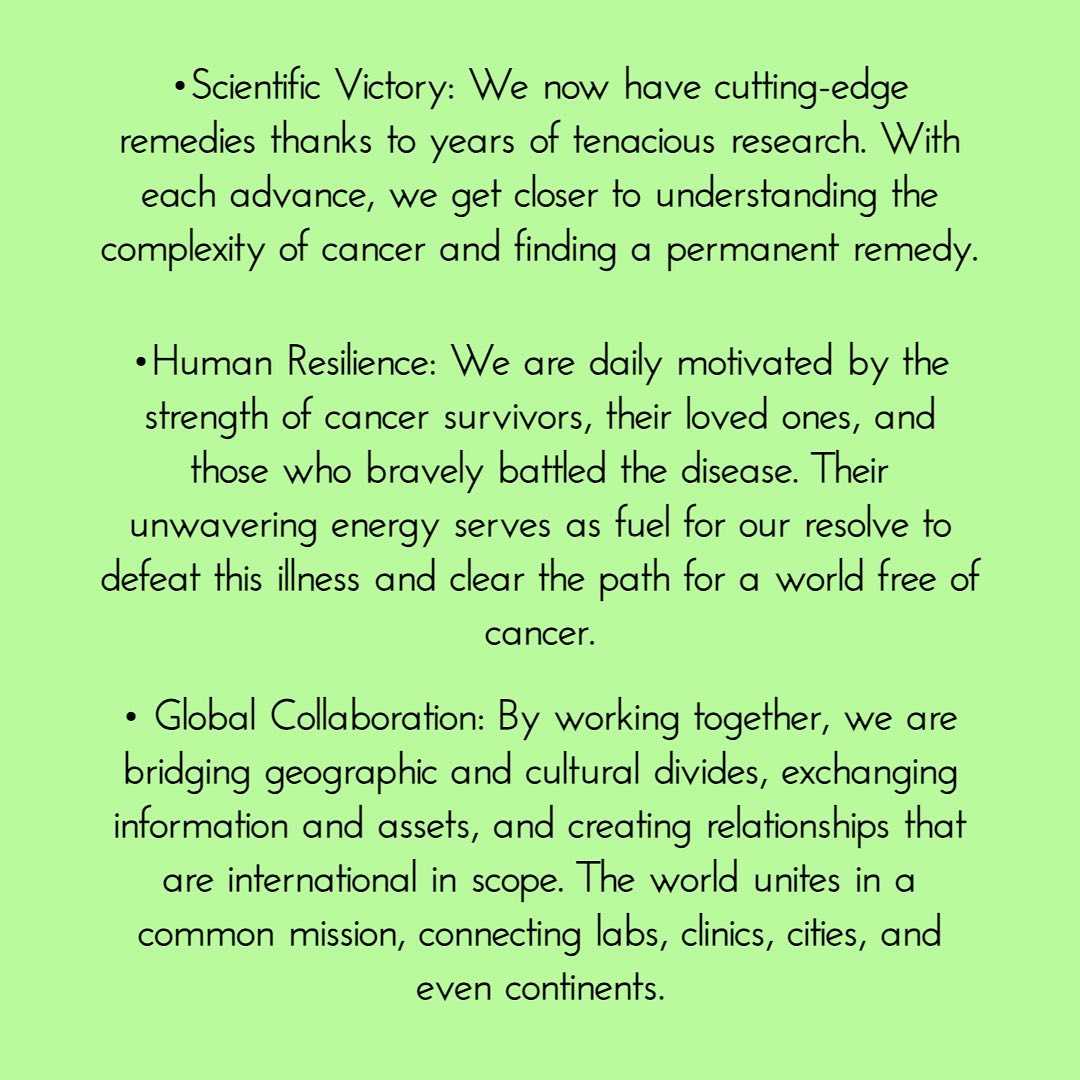 •Scientific Victory: We now have cutting-edge
remedies thanks to years of tenacious research. With
each advance, we get closer to understanding the
complexity of cancer and finding a permanent remedy.
•Human Resilience: We are daily motivated by the
strength of cancer survivors, their loved ones, and
those who bravely battled the disease. Their
unwavering energy serves as fuel for our resolve to
defeat this illness and clear the path for a world free of
cancer.
• Global Collaboration: By working together, we are
bridging geographic and cultural divides, exchanging
information and assets, and creating relationships that
are international in scope. The world unites in a
common mission, connecting labs, clinics, cities, and
even continents.